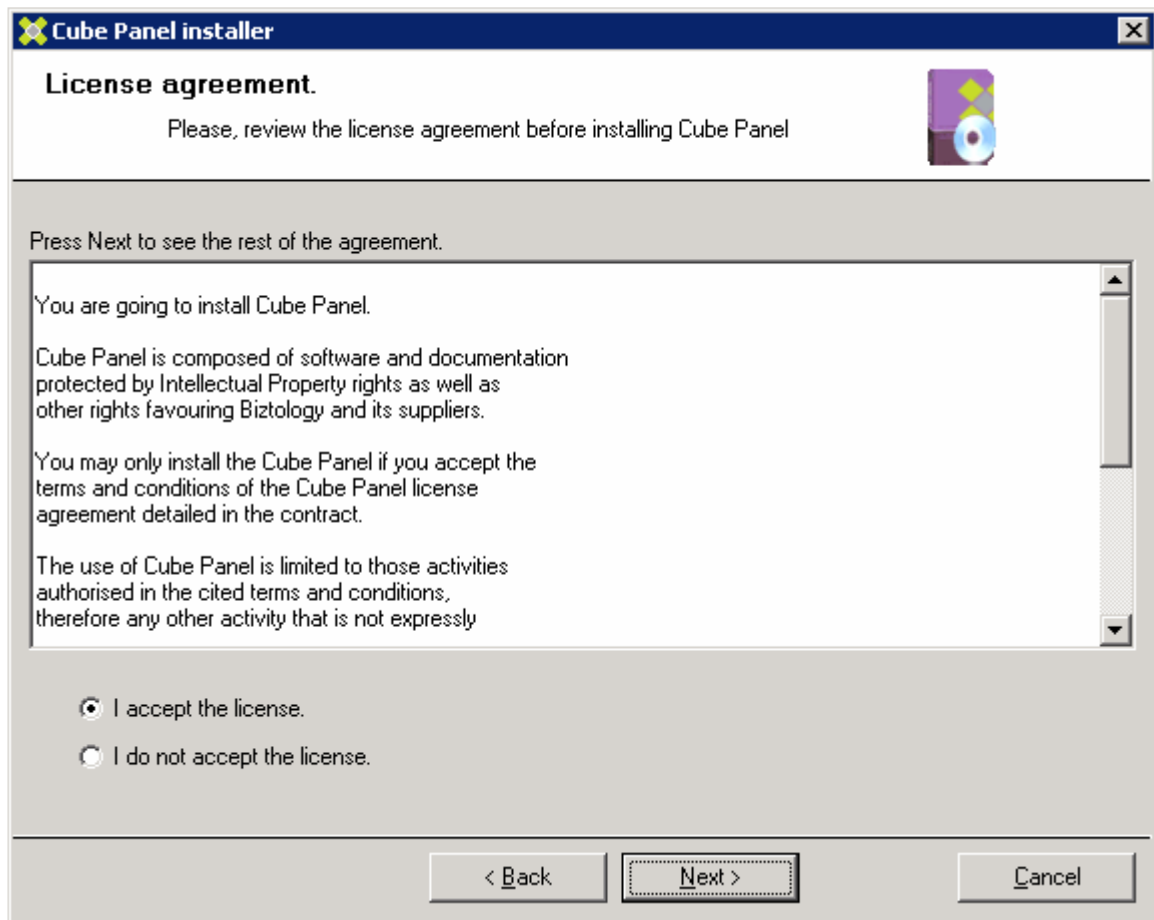 Cube Panel installer
License agreement.
Please, review the license agreement before installing Cube Panel
Press Next to see the rest of the agreement.
You are going to install Cube Panel.
Cube Panel is composed of software and documentation
protected by Intellectual Property rights as well as
other rights favouring Biztology and its suppliers.
You may only install the Cube Panel if you accept the
terms and conditions of the Cube Panel license
agreement detailed in the contract.
The use of Cube Panel is limited to those activities
authorised in the cited terms and conditions,
therefore any other activity that is not expressly
I accept the license.
I do not accept the license.
< Back
Next >
Cancel